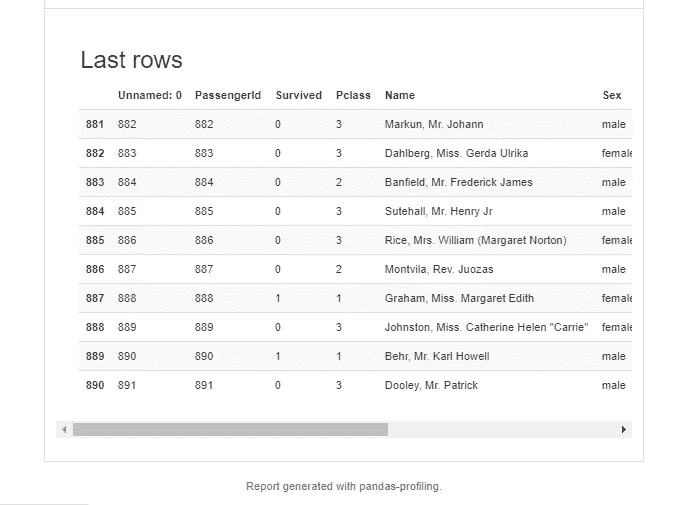 Last rows
Unnamed: 0 PassengerId Survived Pclass Name Sex
881 882 882 0 3 Markun, Mr. Johann male
882 883 883 0 3 Dahlberg, Miss. Gerda Ulrika female
883 884 884 0 2 Banfield, Mr. Frederick James male
884 885 885 0 3 Sutehall, Mr. Henry Jr male
885 886 886 0 3 Rice, Mrs. William (Margaret Norton) female
886 887 887 0 2 Montvila, Rev. Juozas male
887 888 888 1 1 Graham, Miss. Margaret Edith female
888 889 889 0 3 Johnston, Miss. Catherine Helen "Carrie" female
889 890 890 1 1 Behr, Mr. Karl Howell male
890 891 891 0 3 Dooley, Mr. Patrick male
Report generated with pandas-profiling.